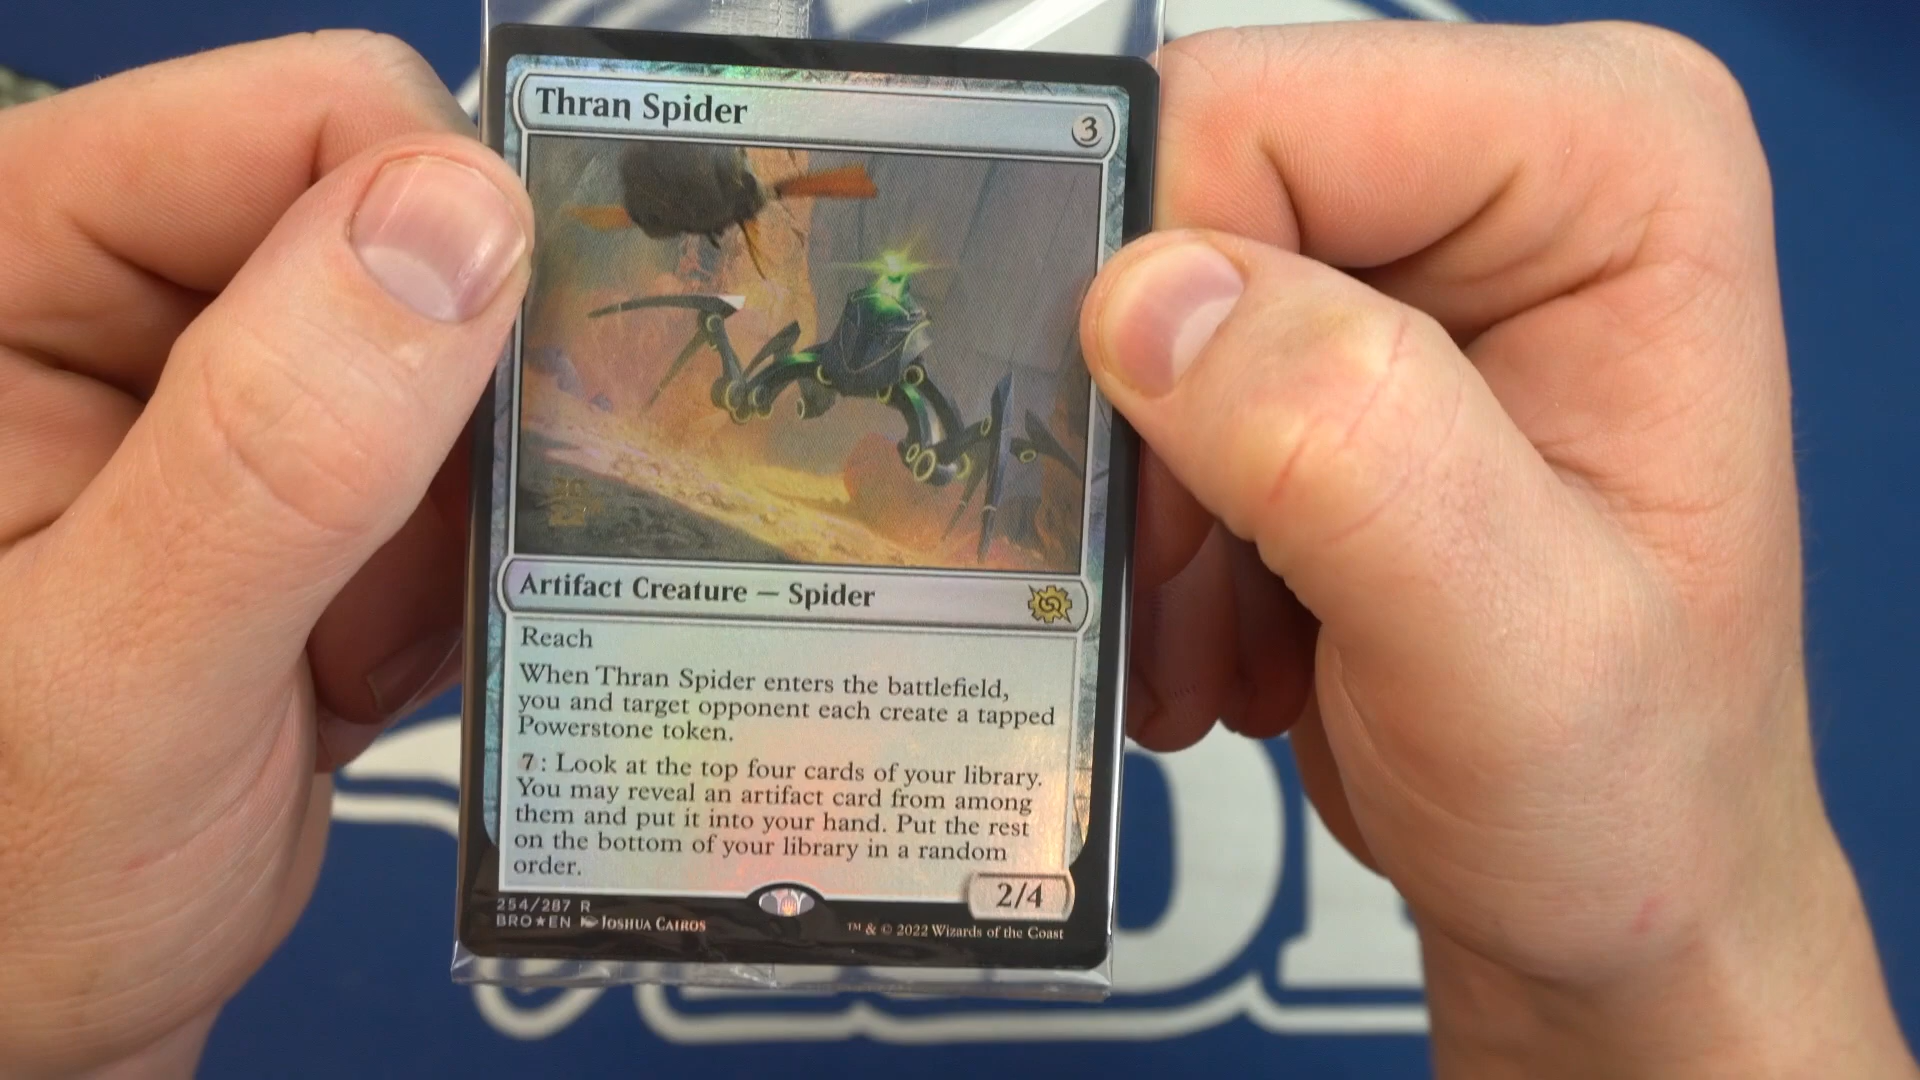 Thran Spider
3
Artifact Creature — Spider
Reach
When Thran Spider enters the battlefield,
you and target opponent each create a tapped
Powerstone token.
7: Look at the top four cards of your library.
You may reveal an artifact card from among
them and put it into your hand. Put the rest
on the bottom of your library in a random
order.
2/4
254/287 R
BRO★EN Joshua Cairos
™ & © 2022 Wizards of the Coast